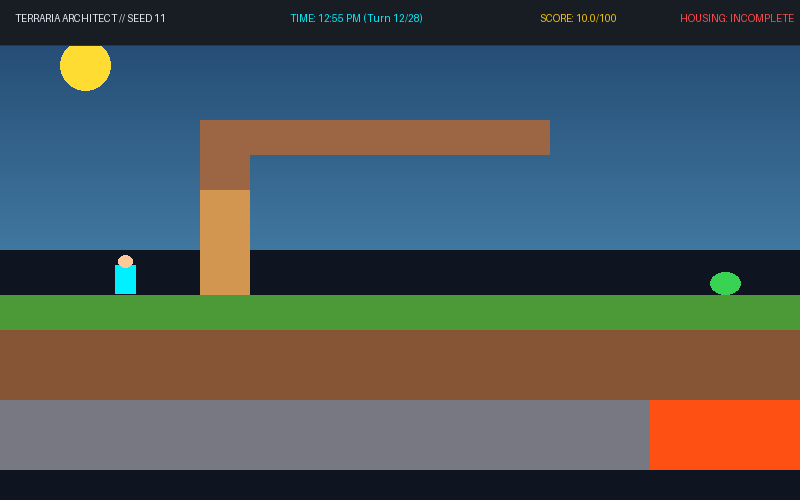 TERRARIA ARCHITECT // SEED 11
TIME: 12:55 PM (Turn 12/28)
SCORE: 10.0/100
HOUSING: INCOMPLETE